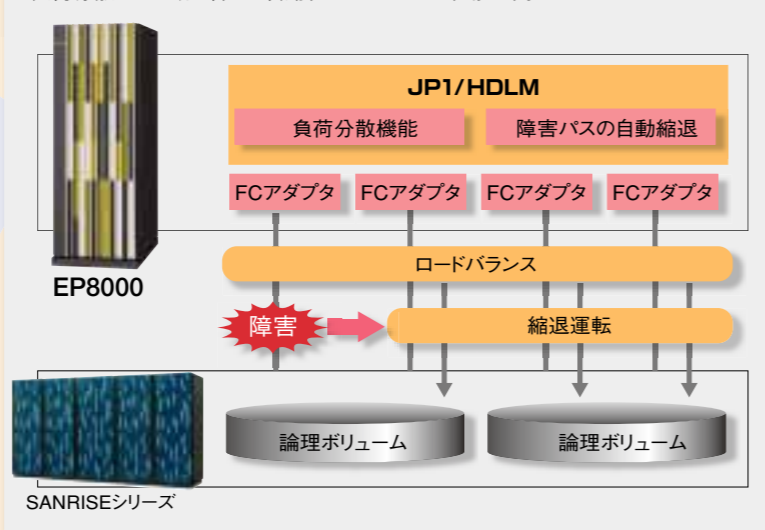 JP1/HDLM
負荷分散機能
障害パスの自動縮退
FCアダプタ
FCアダプタ
FCアダプタ
FCアダプタ
EP8000
ロードバランス
障害
縮退運転
論理ボリューム
論理ボリューム
SANRISEシリーズ